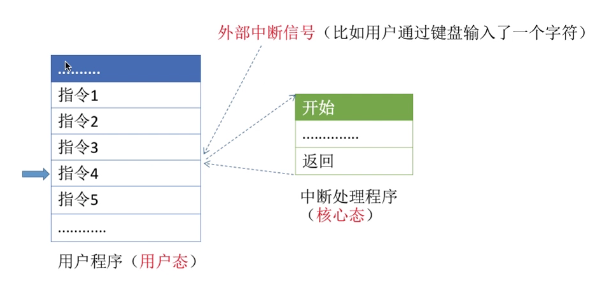 外部中断信号（比如用户通过键盘输入了一个字符）
..........
指令1
指令2
指令3
指令4
指令5
............
用户程序（用户态）
开始
..............
返回
中断处理程序
（核心态）